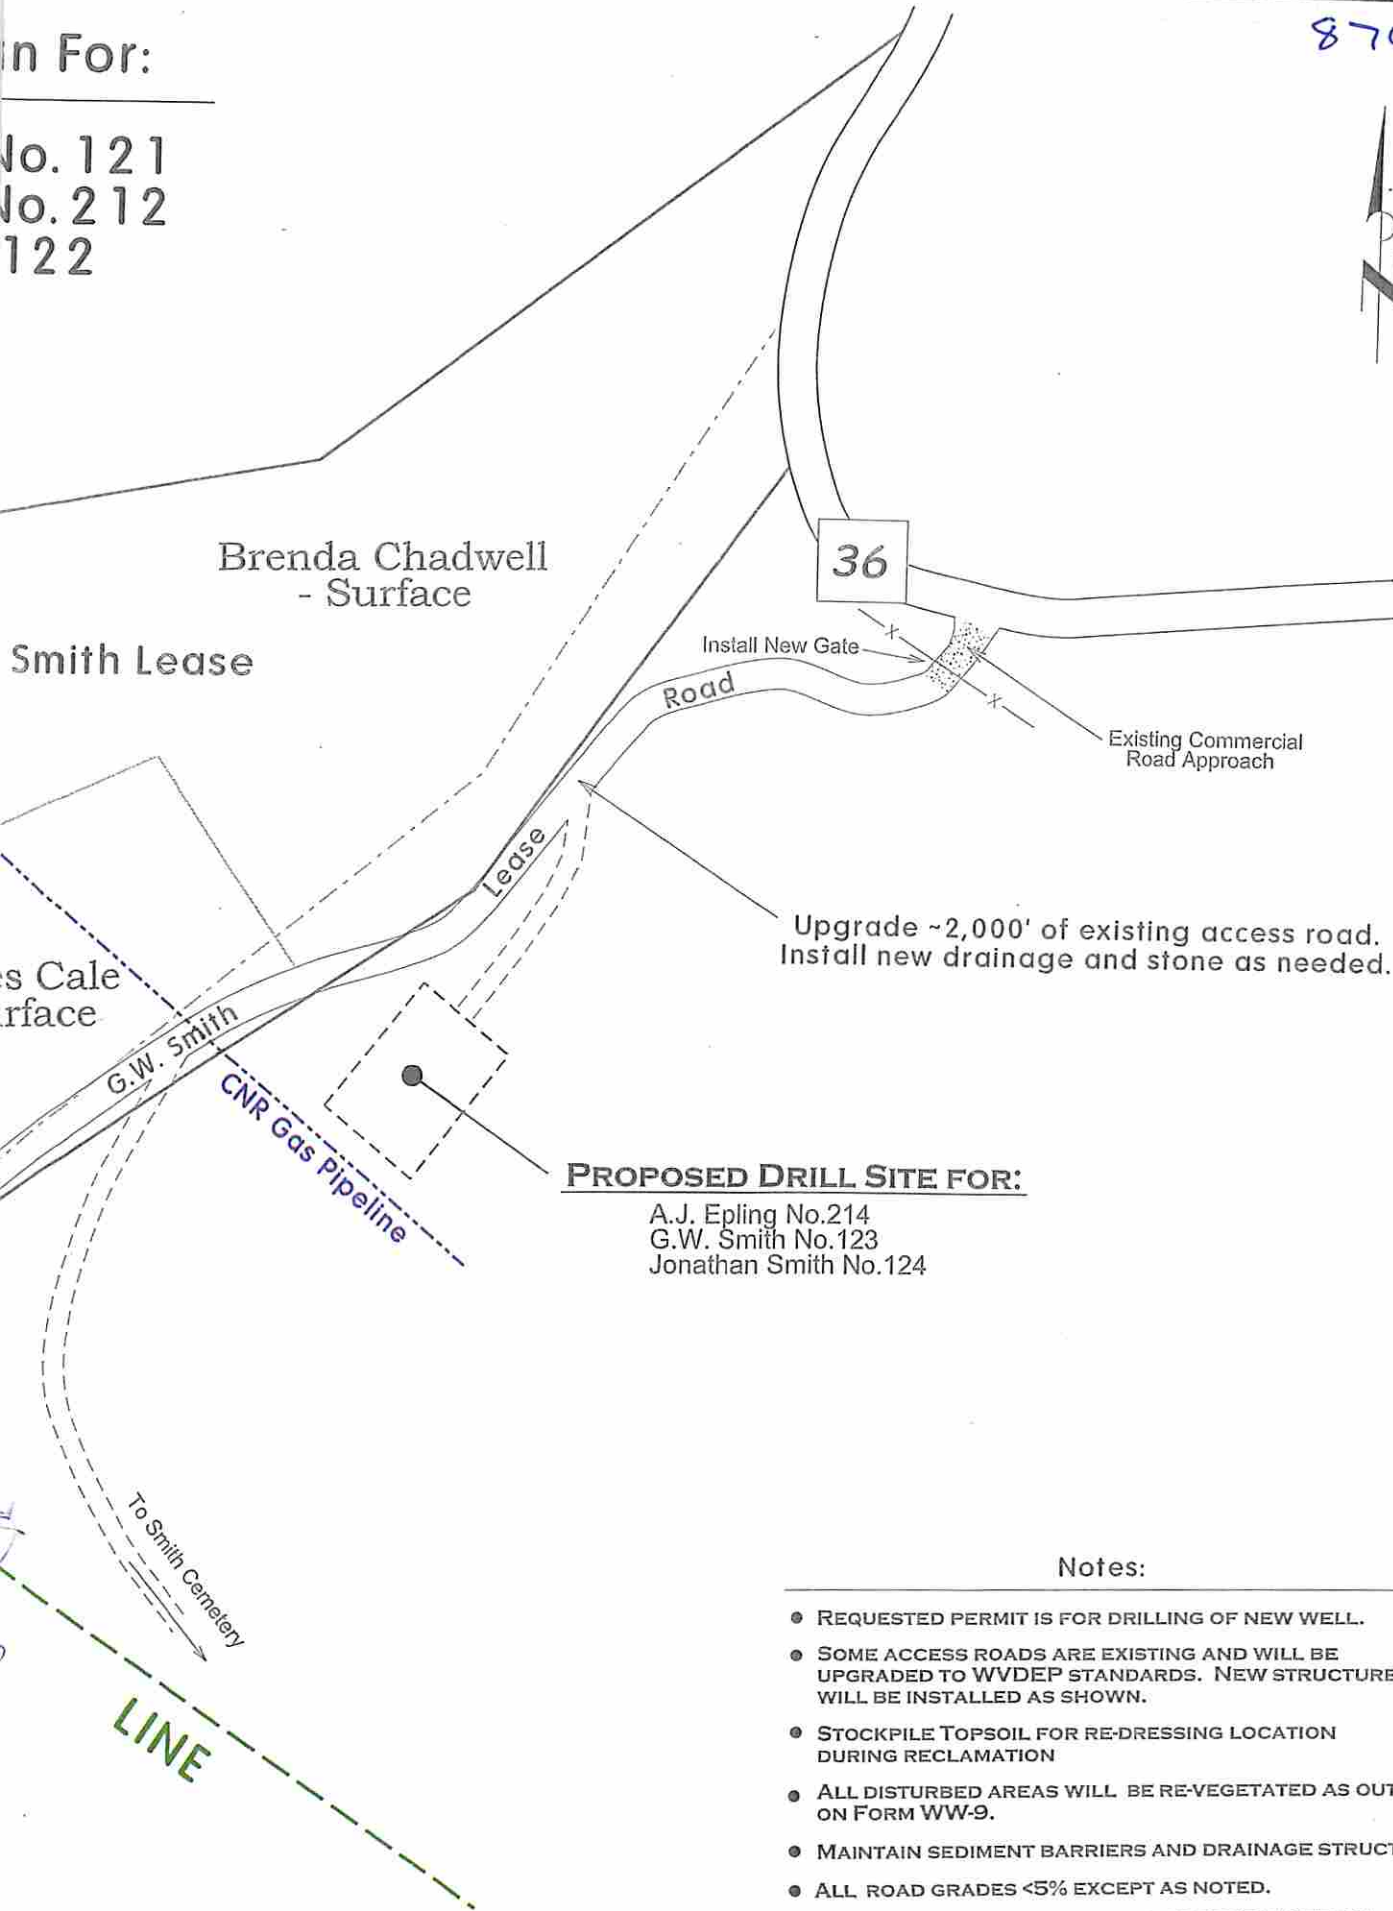 n For:
870
No. 121
No. 212
122
Brenda Chadwell
- Surface
36
Smith Lease
Install New Gate
Road
Existing Commercial
Road Approach
Lease
Upgrade ~2,000' of existing access road.
Install new drainage and stone as needed.
es Cale
rface
G.W. Smith
CNR Gas Pipeline
PROPOSED DRILL SITE FOR:
A.J. Epling No.214
G.W. Smith No.123
Jonathan Smith No.124
To Smith Cemetery
LINE
Notes:
• REQUESTED PERMIT IS FOR DRILLING OF NEW WELL.
• SOME ACCESS ROADS ARE EXISTING AND WILL BE
UPGRADED TO WVDEP STANDARDS. NEW STRUCTURE
WILL BE INSTALLED AS SHOWN.
• STOCKPILE TOPSOIL FOR RE-DRESSING LOCATION
DURING RECLAMATION
• ALL DISTURBED AREAS WILL BE RE-VEGETATED AS OUT
ON FORM WW-9.
• MAINTAIN SEDIMENT BARRIERS AND DRAINAGE STRUCT
• ALL ROAD GRADES <5% EXCEPT AS NOTED.